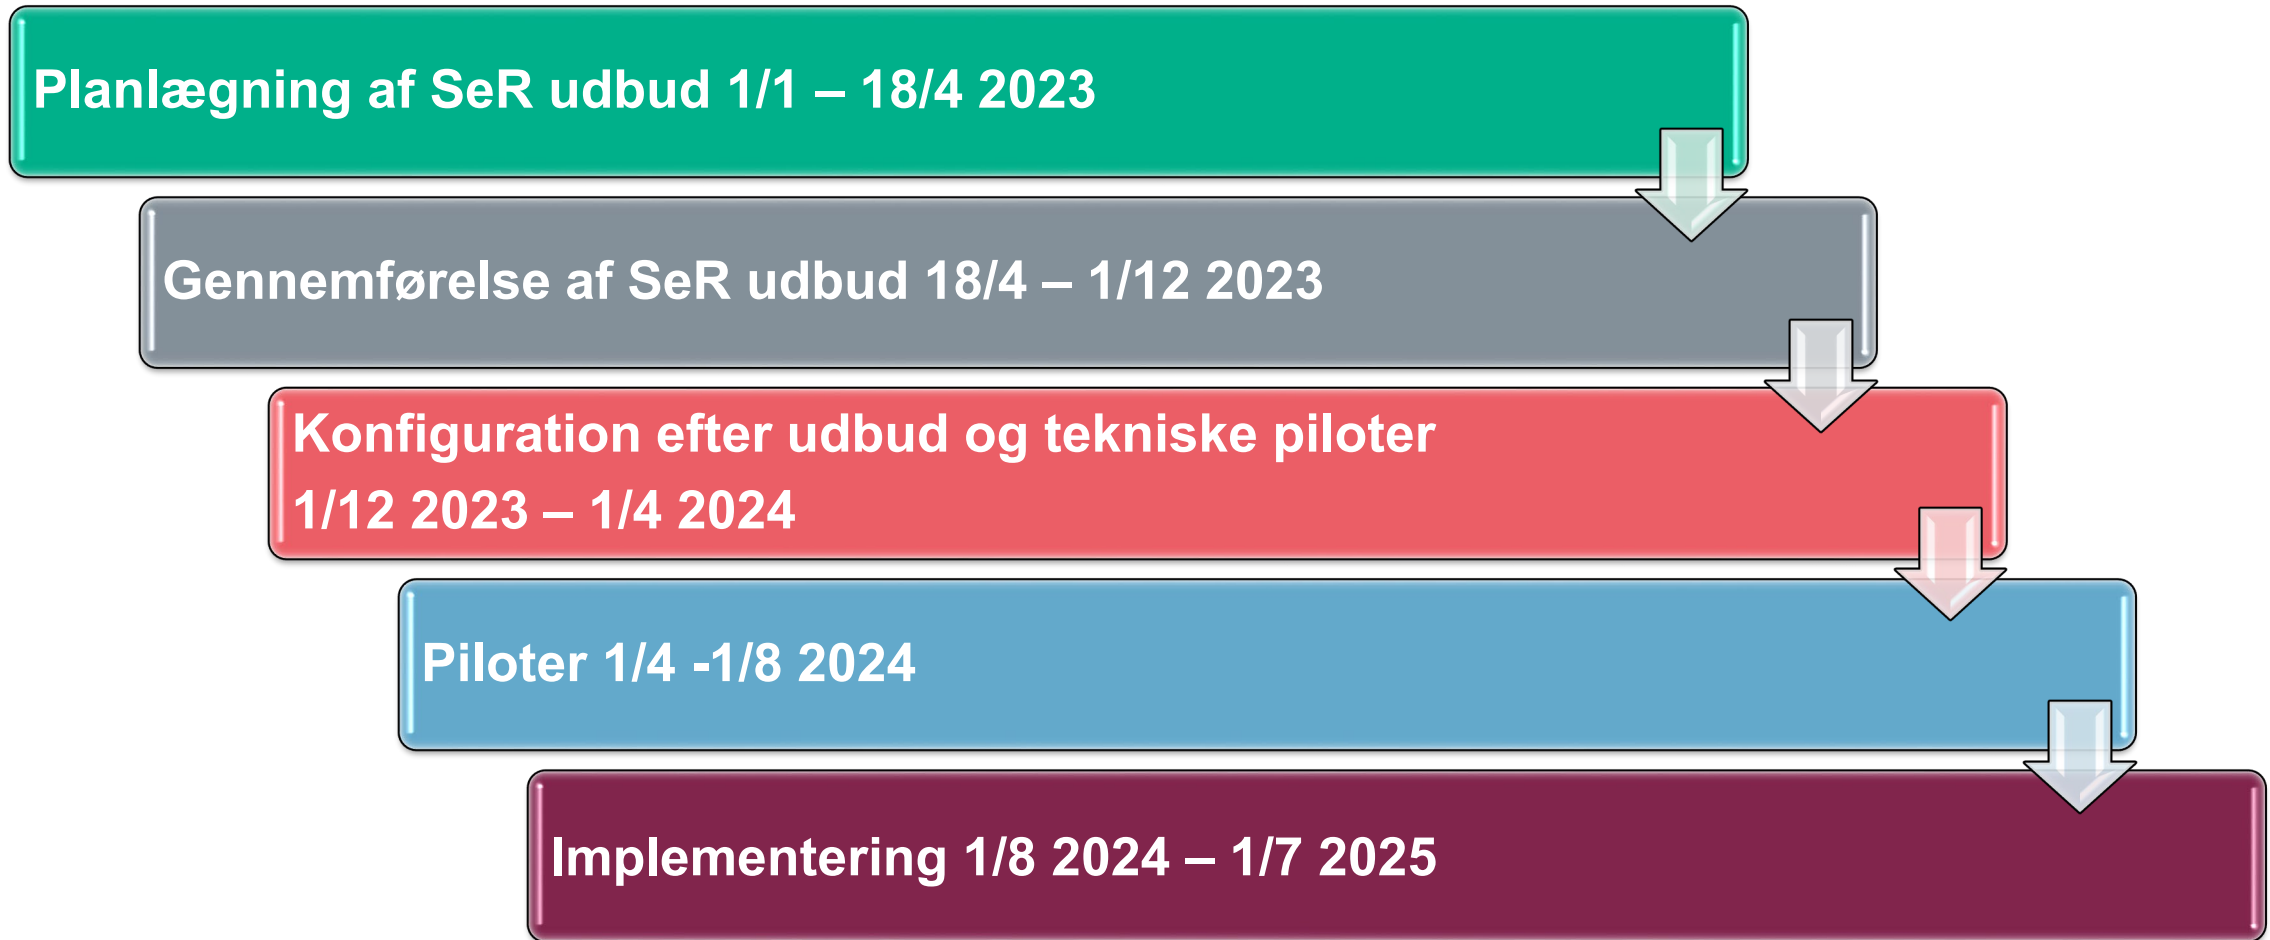 Planlægning af SeR udbud 1/1 – 18/4 2023
Gennemførelse af SeR udbud 18/4 – 1/12 2023
Konfiguration efter udbud og tekniske piloter
1/12 2023 – 1/4 2024
Piloter 1/4 -1/8 2024
Implementering 1/8 2024 – 1/7 2025